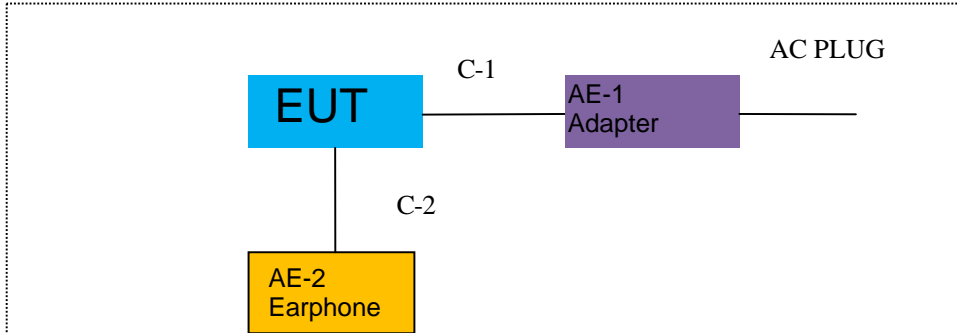 AC PLUG
C-1
EUT
AE-1
Adapter
C-2
AE-2
Earphone